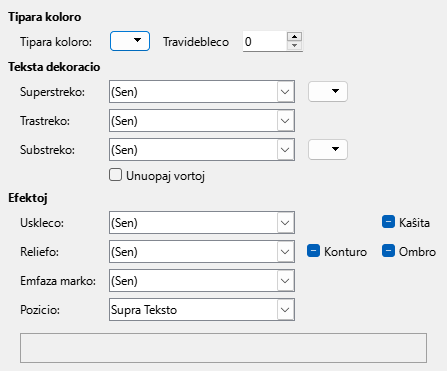 Tipara koloro
Tipara koloro: Travidebleco 0
Teksta dekoracio
Superstreko: (Sen)
Trastreko: (Sen)
Substreko: (Sen)
Unuopaj vortoj
Efektoj
Uskleco: (Sen) Kaŝita
Reliefo: (Sen) Konturo Ombro
Emfaza marko: (Sen)
Pozicio: Supra Teksto